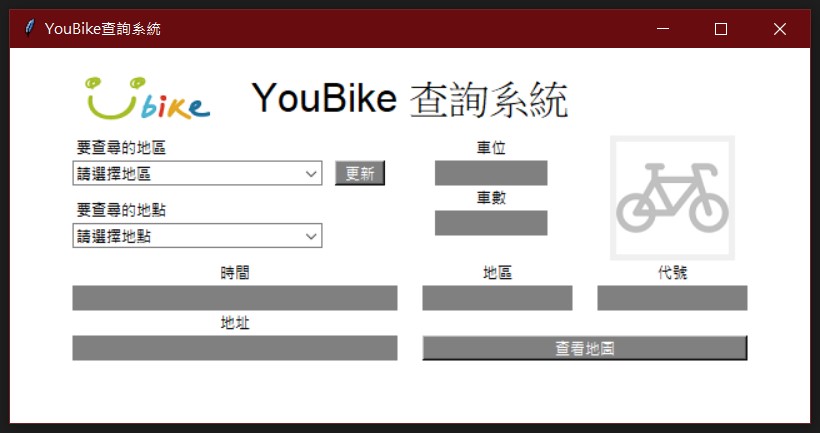 YouBike查詢系統
Ubike
YouBike 查詢系統
要查尋的地區
請選擇地區
更新
車位
車數
要查尋的地點
請選擇地點
時間
地區
代號
地址
查看地圖